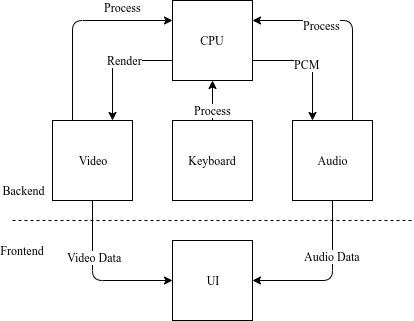 Process
CPU
Process
Render
PCM
Process
Video
Keyboard
Audio
Backend
Frontend
Video Data
Audio Data
UI